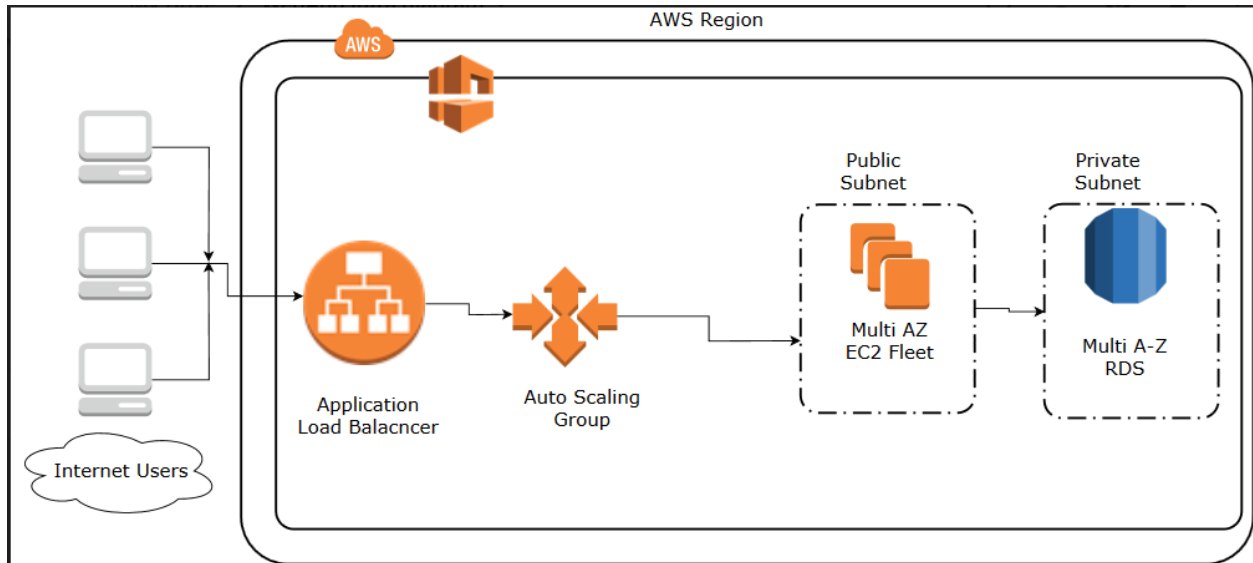 AWS Region
AWS
Public
Subnet
Private
Subnet
Multi AZ
EC2 Fleet
Multi A-Z
RDS
Application
Load Balacncer
Auto Scaling
Group
Internet Users